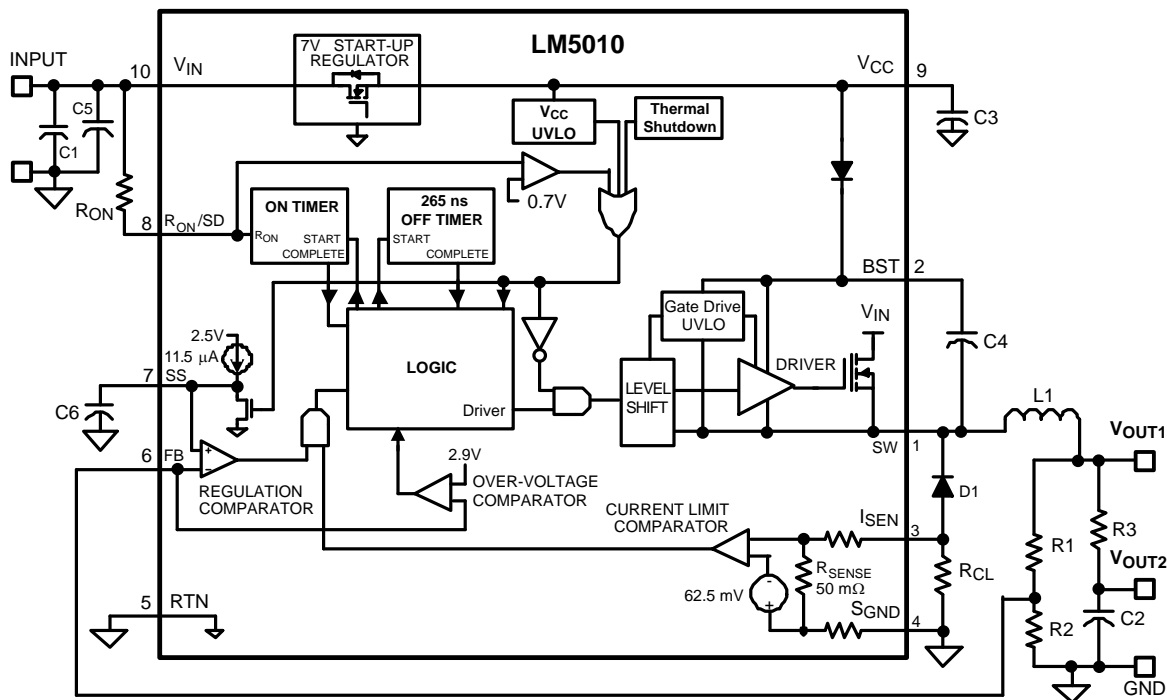 LM5010
INPUT
10
VIN
7V START-UP
REGULATOR
VCC
9
C5
C1
VCC
UVLO
Thermal
Shutdown
C3
RON
8
RON/SD
0.7V
ON TIMER
RON
START
COMPLETE
265 ns
OFF TIMER
START
COMPLETE
BST
2
2.5V
11.5 μA
7
SS
C6
LOGIC
Driver
Gate Drive
UVLO
VIN
DRIVER
LEVEL
SHIFT
C4
L1
SW
1
VOUT1
6
FB
REGULATION
COMPARATOR
2.9V
OVER-VOLTAGE
COMPARATOR
CURRENT LIMIT
COMPARATOR
D1
ISEN
3
R1
R3
VOUT2
RSENSE
50 mΩ
62.5 mV
RCL
SGND
4
5
RTN
R2
C2
GND